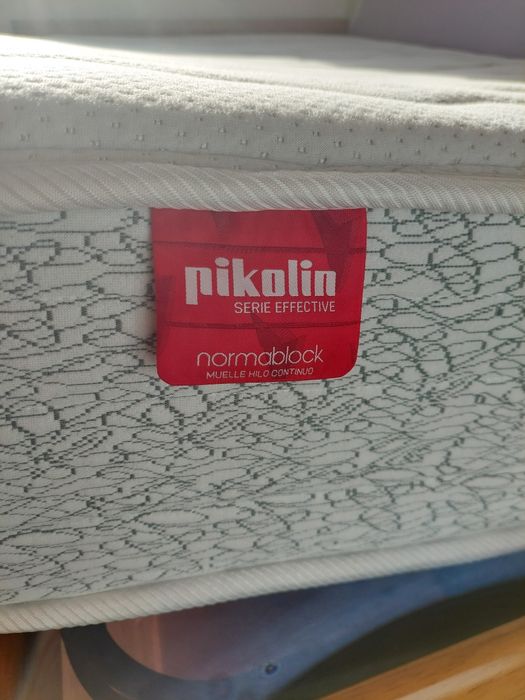 pikolin
SERIE EFFECTIVE
normablock
MUELLE HILO CONTINUO